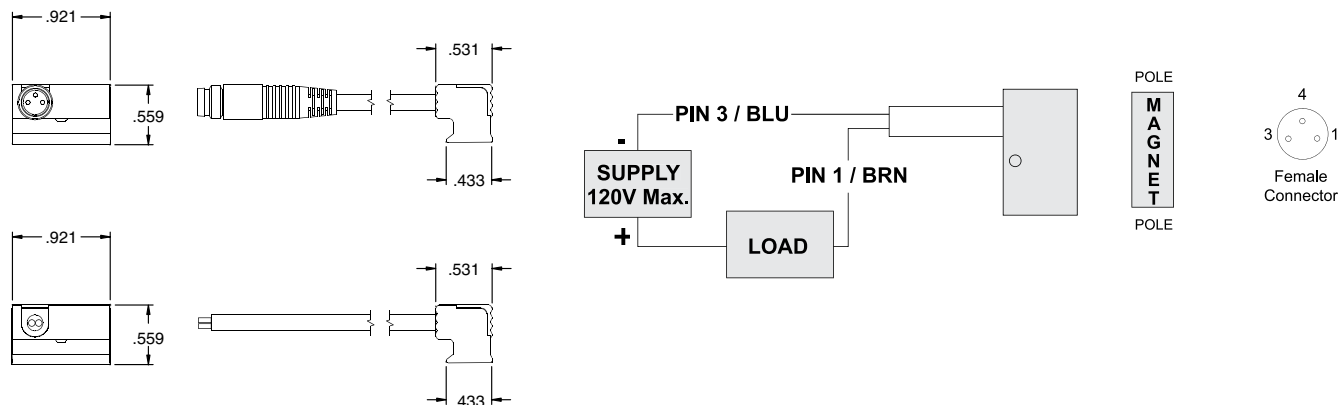 .921
.531
.559
.433
PIN 3 / BLU
-
SUPPLY
120V Max.
+
PIN 1 / BRN
LOAD
POLE
MAGNET
POLE
4
3
1
Female
Connector
.921
.531
.559
.433